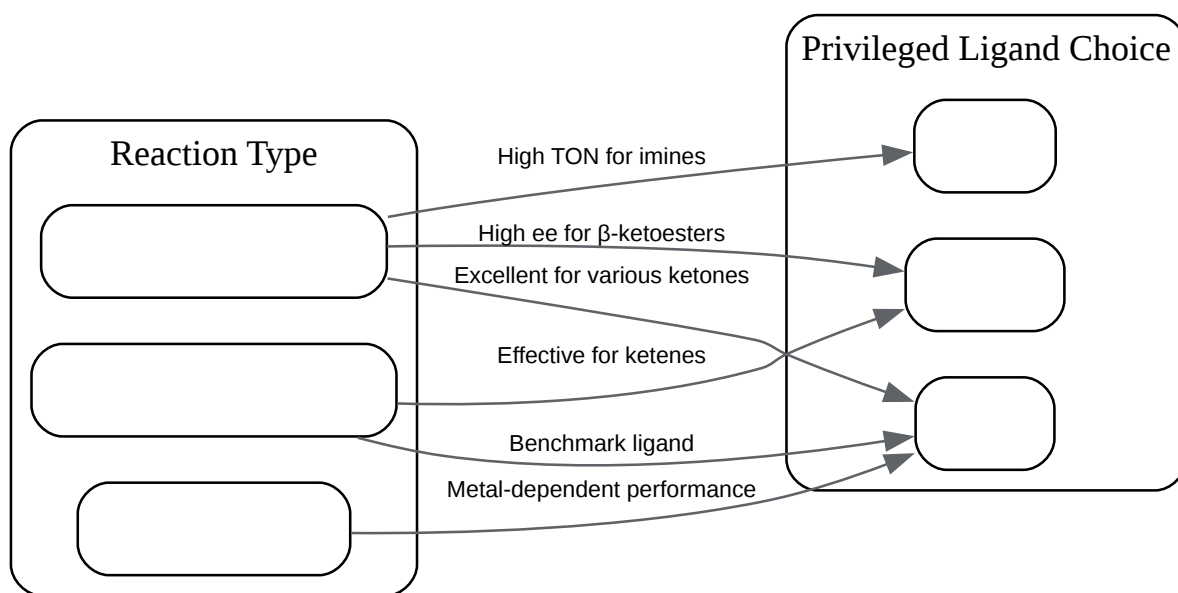 Privileged Ligand Choice
Reaction Type
High TON for imines
High ee for β-ketoesters
Excellent for various ketones
Effective for ketenes
Benchmark ligand
Metal-dependent performance